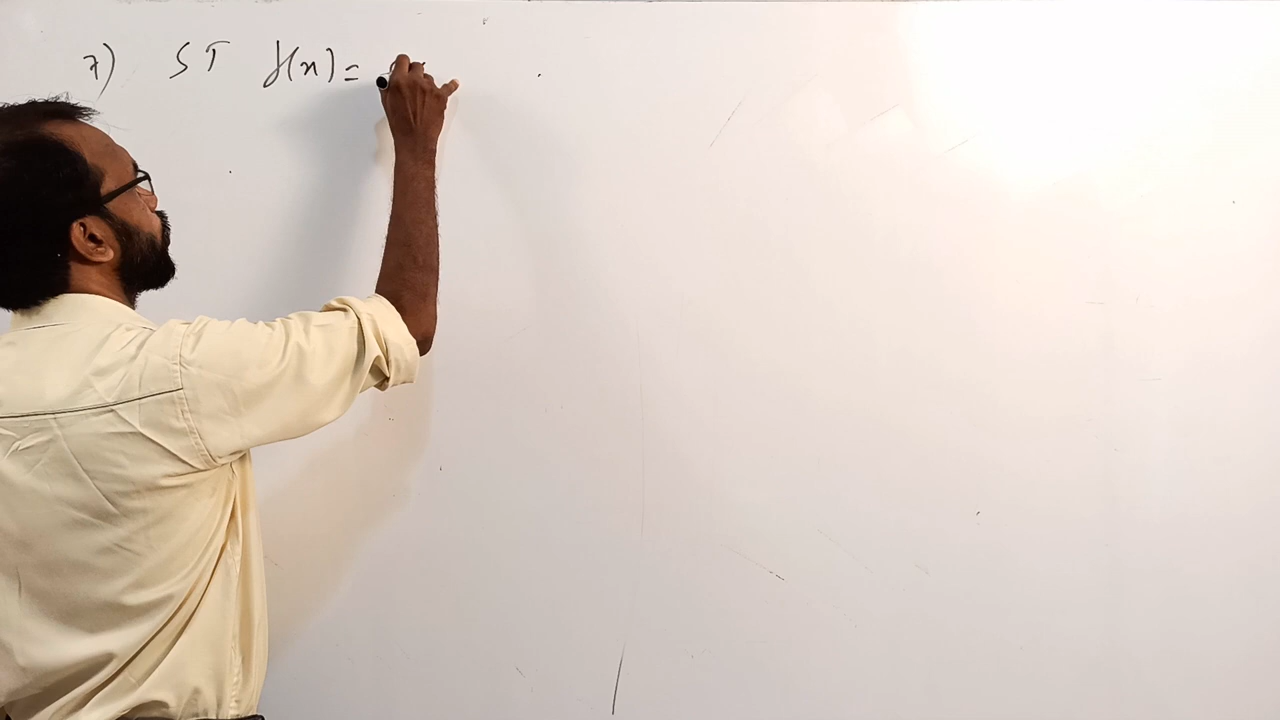 7) ST f(x) =